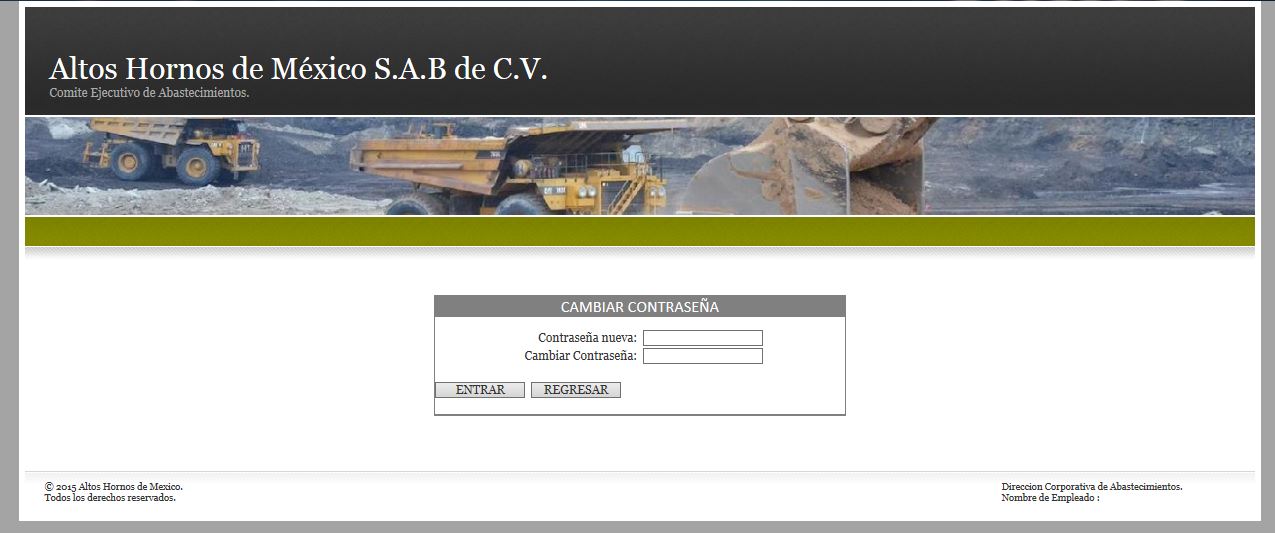 Altos Hornos de México S.A.B de C.V.
Comite Ejecutivo de Abastecimientos.
CAMBIAR CONTRASEÑA
Contraseña nueva:
Cambiar Contraseña:
ENTRAR REGRESAR
© 2015 Altos Hornos de Mexico.
Todos los derechos reservados.
Direccion Corporativa de Abastecimientos.
Nombre de Empleado :